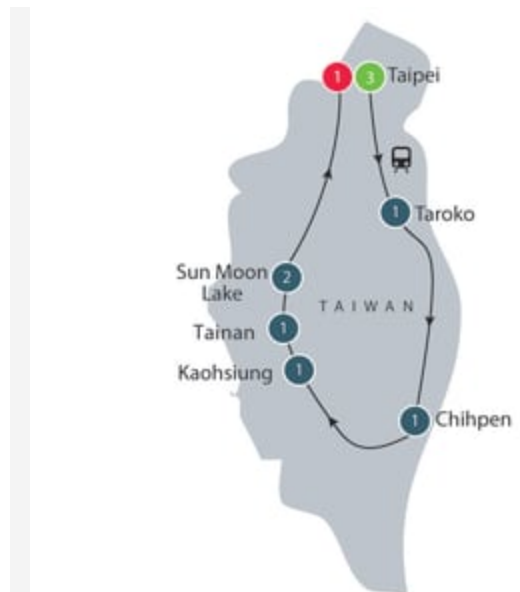 1
3
Taipei
1
Taroko
Sun Moon
Lake
2
TAIWAN
Tainan
1
Kaohsiung
1
1
Chihpen